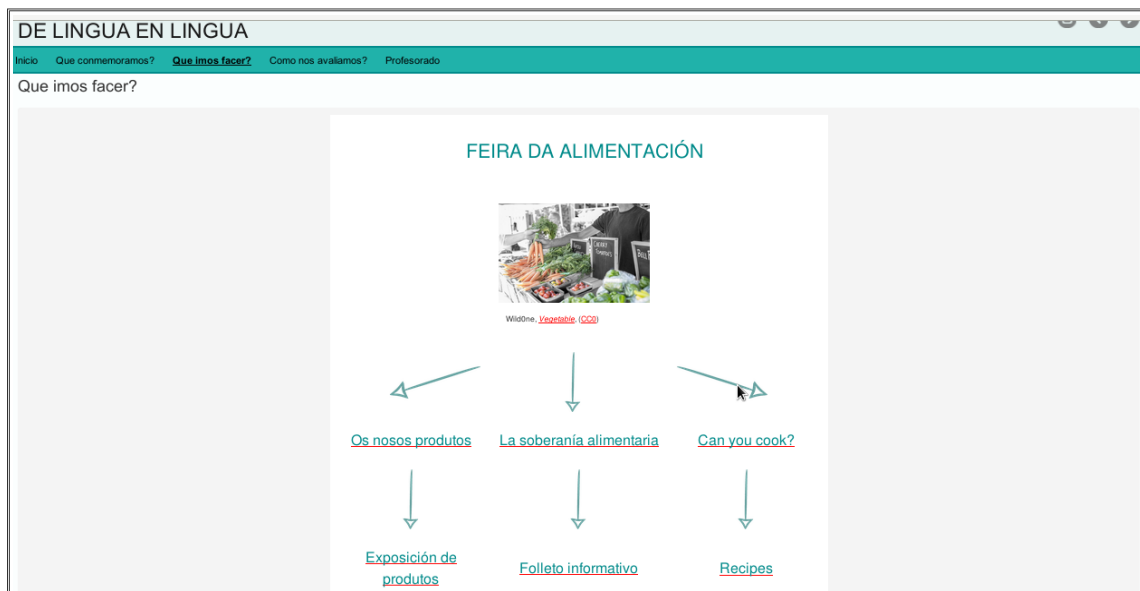 DE LINGUA EN LINGUA
Inicio Que conmemoramos? Que imos facer? Como nos avaliamos? Profesorado
Que imos facer?
FEIRA DA ALIMENTACIÓN
Wild0ne, Vegetable, (CC0)
Os nosos produtos La soberanía alimentaria Can you cook?
Exposición de
produtos
Folleto informativo
Recipes